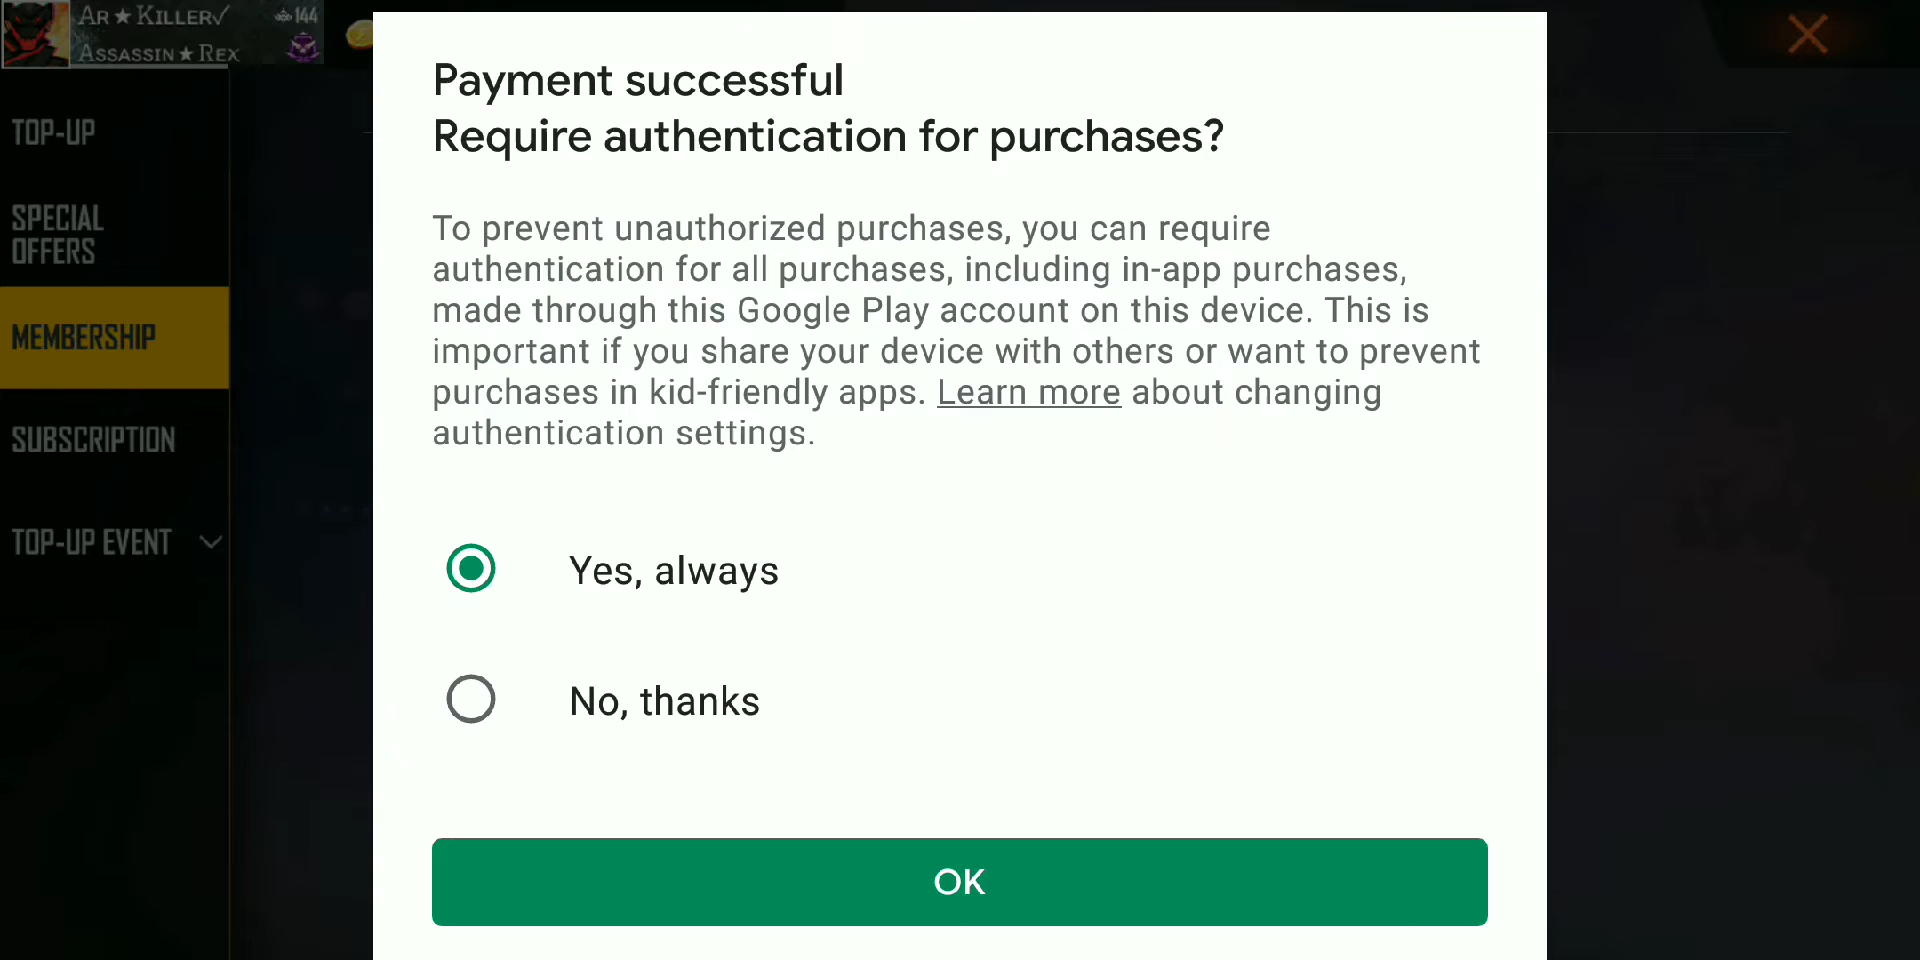 Ar★Killer√
144
Assassin★Rex
TOP-UP
SPECIAL
OFFERS
MEMBERSHIP
SUBSCRIPTION
TOP-UP EVENT
Payment successful
Require authentication for purchases?
To prevent unauthorized purchases, you can require
authentication for all purchases, including in-app purchases,
made through this Google Play account on this device. This is
important if you share your device with others or want to prevent
purchases in kid-friendly apps. Learn more about changing
authentication settings.
Yes, always
No, thanks
OK